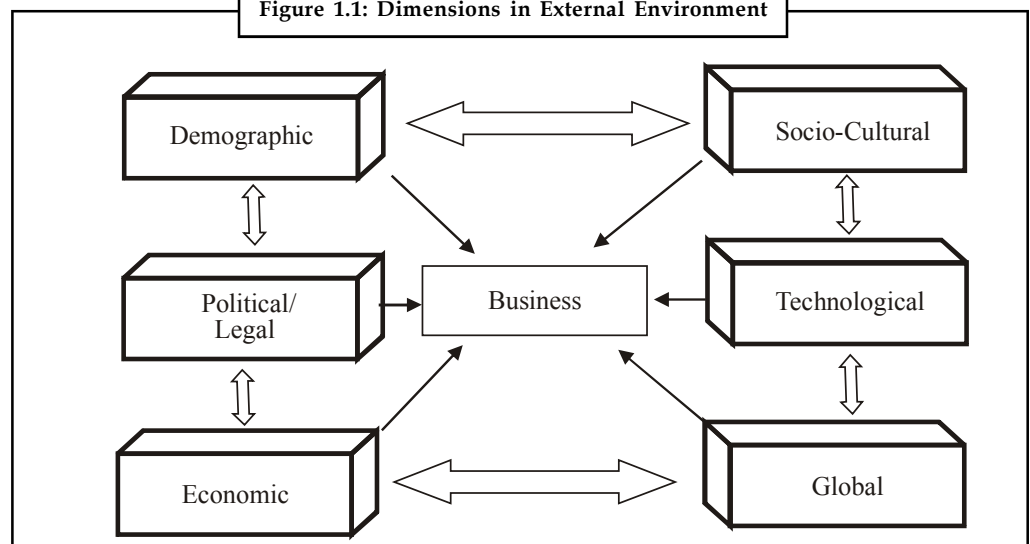 Figure 1.1: Dimensions in External Environment
Demographic
Socio-Cultural
Political/
Legal
Business
Technological
Economic
Global